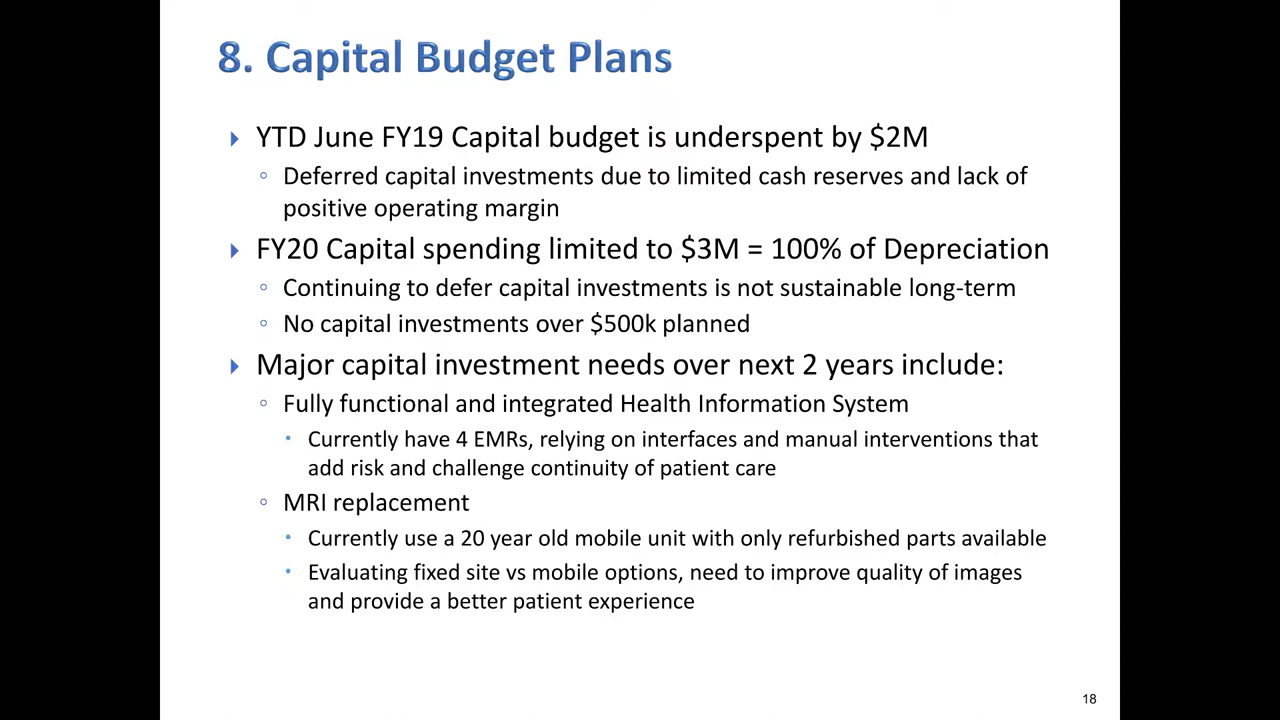 8. Capital Budget Plans
YTD June FY19 Capital budget is underspent by $2M
Deferred capital investments due to limited cash reserves and lack of
positive operating margin
FY20 Capital spending limited to $3M = 100% of Depreciation
Continuing to defer capital investments is not sustainable long-term
No capital investments over $500k planned
Major capital investment needs over next 2 years include:
Fully functional and integrated Health Information System
Currently have 4 EMRs, relying on interfaces and manual interventions that
add risk and challenge continuity of patient care
MRI replacement
Currently use a 20 year old mobile unit with only refurbished parts available
Evaluating fixed site vs mobile options, need to improve quality of images
and provide a better patient experience
18